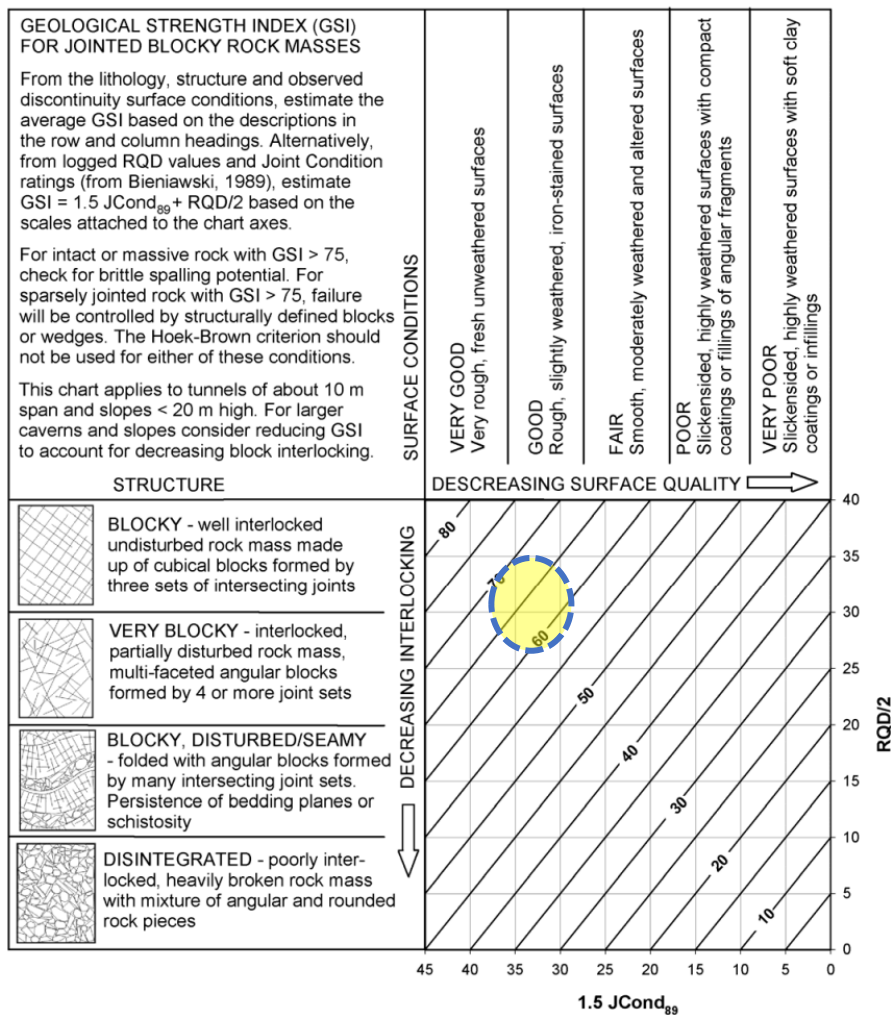 GEOLOGICAL STRENGTH INDEX (GSI)
FOR JOINTED BLOCKY ROCK MASSES
From the lithology, structure and observed
discontinuity surface conditions, estimate the
average GSI based on the descriptions in
the row and column headings. Alternatively,
from logged RQD values and Joint Condition
ratings (from Bieniawski, 1989), estimate
GSI = 1.5 JCond89 + RQD/2 based on the
scales attached to the chart axes.
For intact or massive rock with GSI > 75,
check for brittle spalling potential. For
sparsely jointed rock with GSI > 75, failure
will be controlled by structurally defined blocks
or wedges. The Hoek-Brown criterion should
not be used for either of these conditions.
This chart applies to tunnels of about 10 m
span and slopes < 20 m high. For larger
caverns and slopes consider reducing GSI
to account for decreasing block interlocking.
SURFACE CONDITIONS
VERY GOOD
Very rough, fresh unweathered surfaces
GOOD
Rough, slightly weathered, iron-stained surfaces
FAIR
Smooth, moderately weathered and altered surfaces
POOR
Slickensided, highly weathered surfaces with compact
coatings or fillings of angular fragments
VERY POOR
Slickensided, highly weathered surfaces with soft clay
coatings or infillings
STRUCTURE
DESCREASING SURFACE QUALITY
BLOCKY - well interlocked
undisturbed rock mass made
up of cubical blocks formed by
three sets of intersecting joints
VERY BLOCKY - interlocked,
partially disturbed rock mass,
multi-faceted angular blocks
formed by 4 or more joint sets
BLOCKY, DISTURBED/SEAMY
- folded with angular blocks formed
by many intersecting joint sets.
Persistence of bedding planes or
schistosity
DISINTEGRATED - poorly inter-
locked, heavily broken rock mass
with mixture of angular and rounded
rock pieces
DECREASING INTERLOCKING
80
70
60
50
40
30
20
10
40
35
30
25
20
15
10
5
0
RQD/2
45 40 35 30 25 20 15 10 5 0
1.5 JCond89